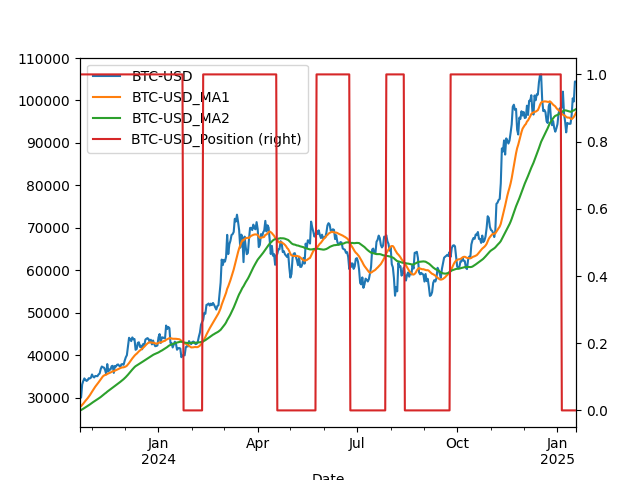 110000
100000
90000
80000
70000
60000
50000
40000
30000
BTC-USD
BTC-USD_MA1
BTC-USD_MA2
BTC-USD_Position (right)
1.0
0.8
0.6
0.4
0.2
0.0
Jan
2024
Apr
Jul
Oct
Jan
2025
Date